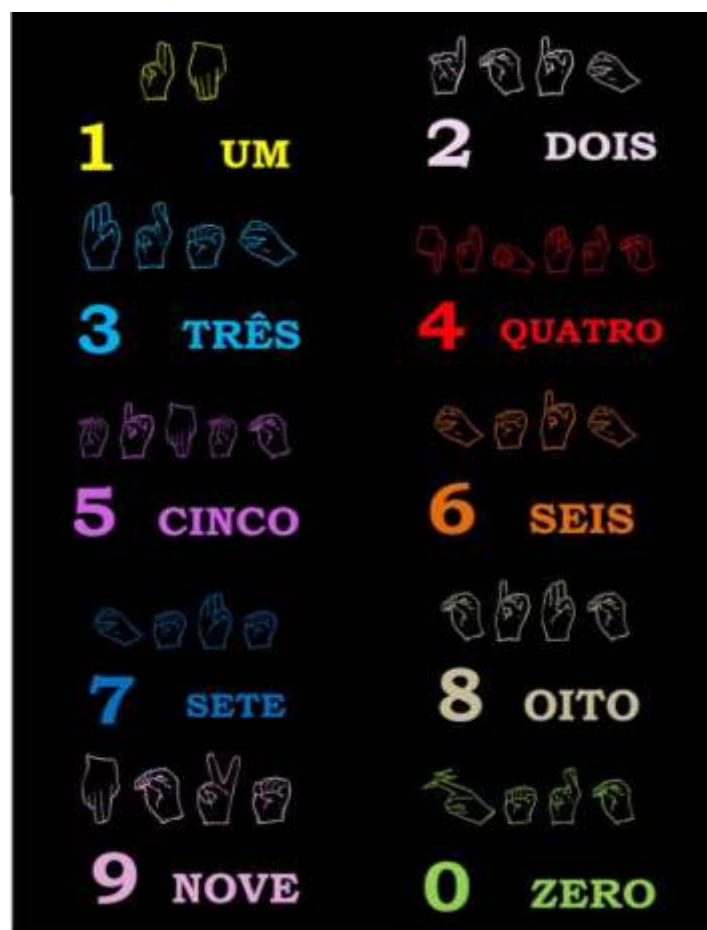 1 UM
2 DOIS
3 TRÊS
4 QUATRO
5 CINCO
6 SEIS
7 SETE
8 OITO
9 NOVE
0 ZERO